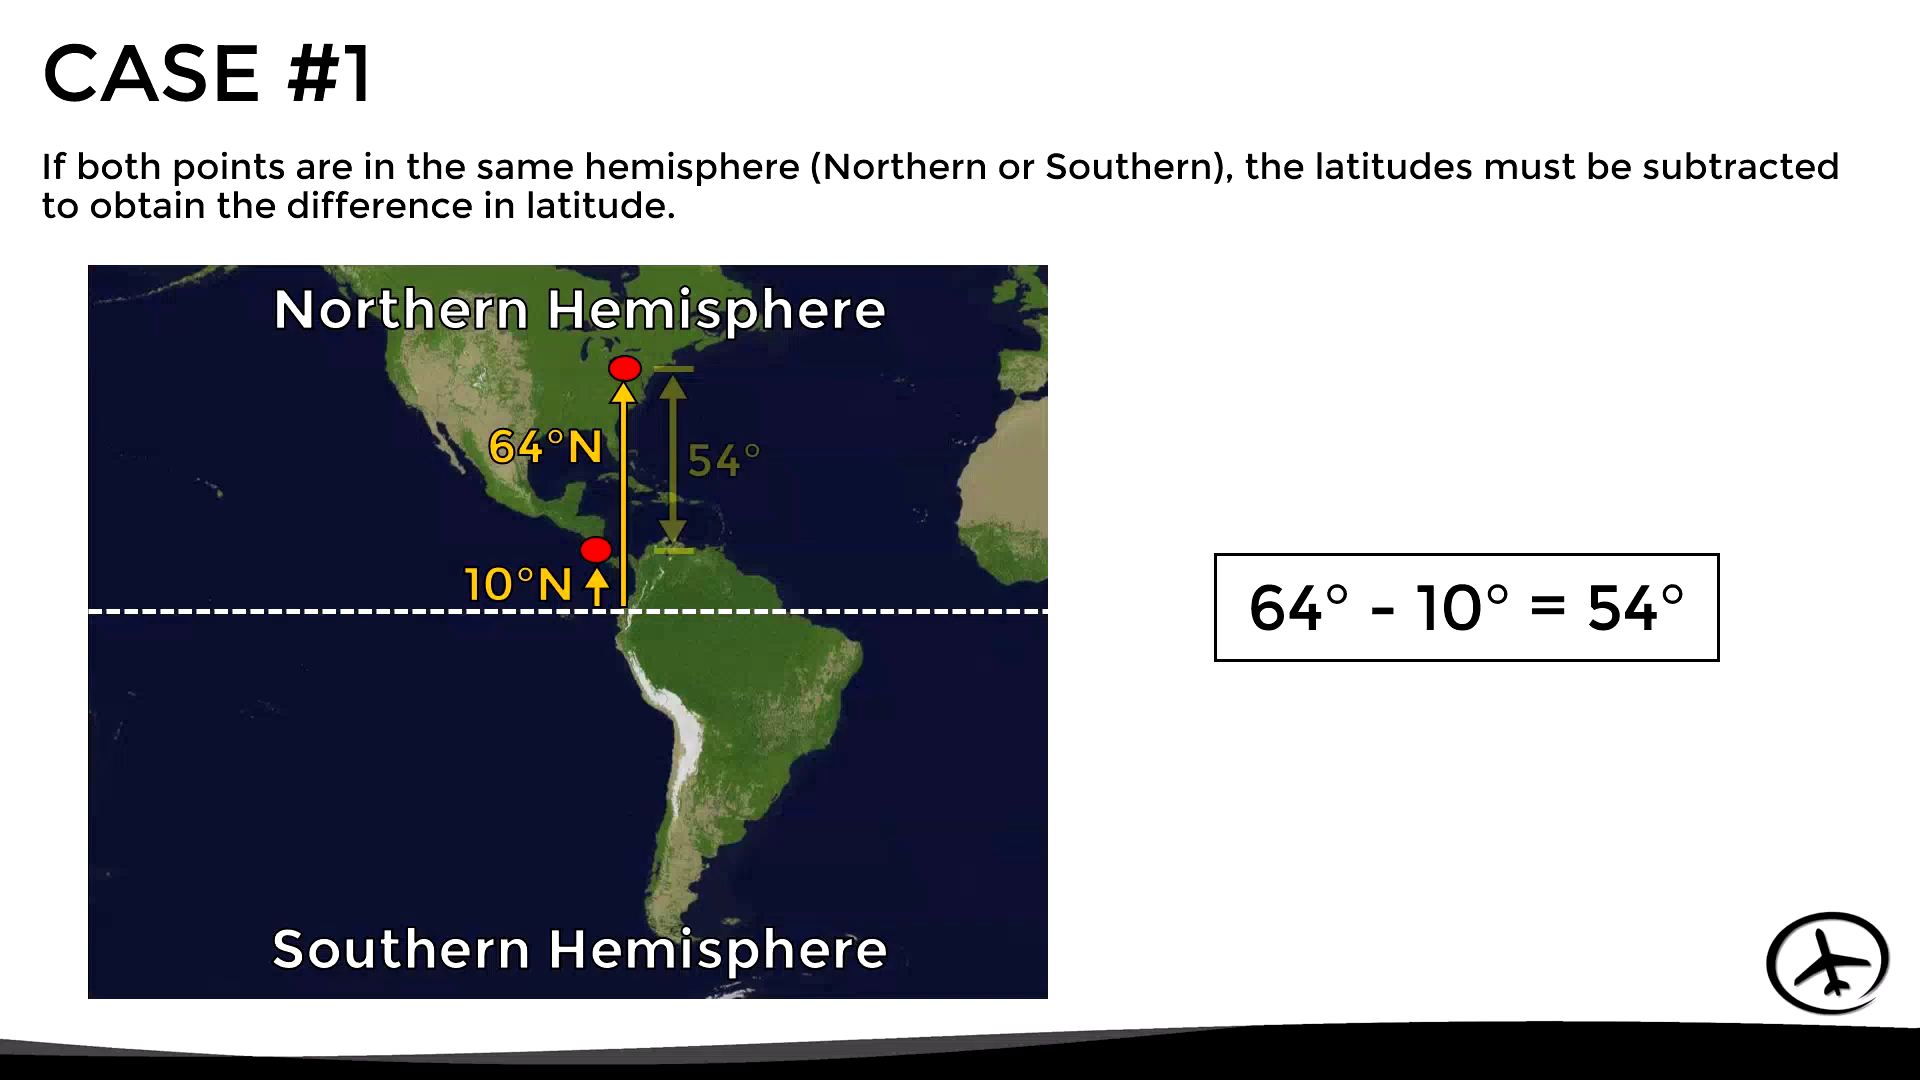 CASE #1
If both points are in the same hemisphere (Northern or Southern), the latitudes must be subtracted
to obtain the difference in latitude.
Northern Hemisphere
64°N
54°
10°N
64° - 10° = 54°
Southern Hemisphere